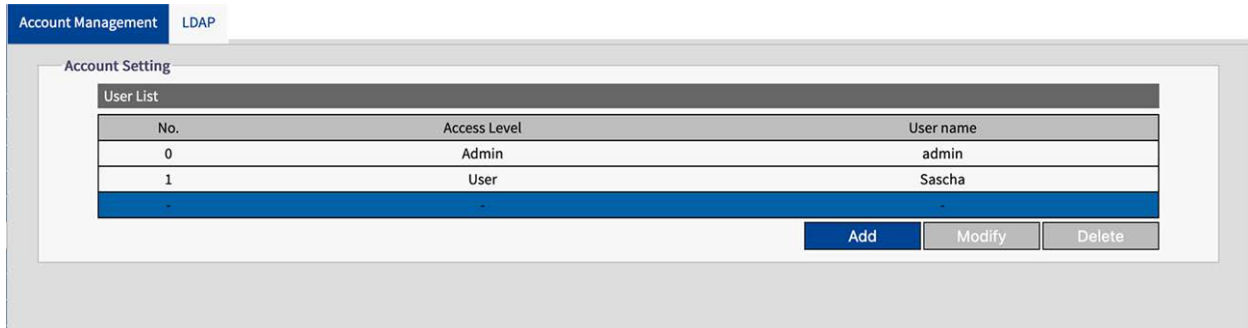 Account Management LDAP
Account Setting
User List
No. Access Level User name
0 Admin admin
1 User Sascha
- - -
Add Modify Delete